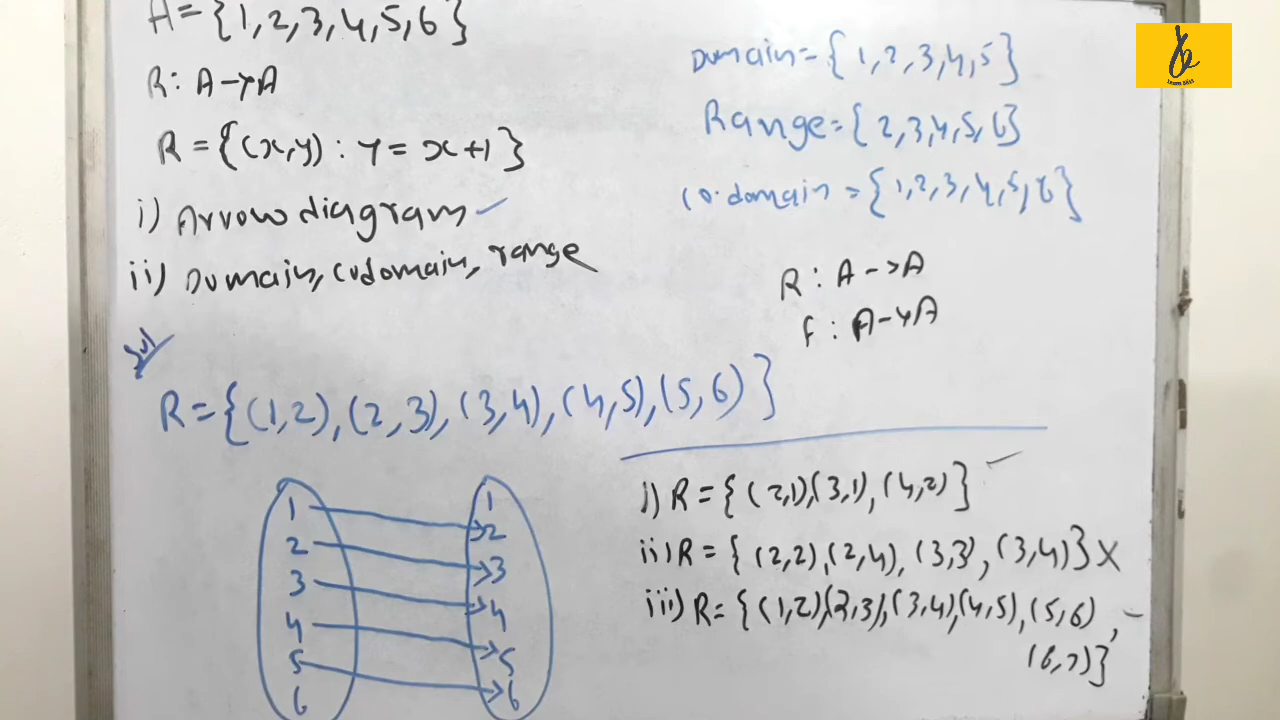 A={1,2,3,4,5,6}
R: A→A
R={(x,y): y=x+1}
i) Arrow diagram
ii) Domain, codomain, range
Domain={1,2,3,4,5}
Range={2,3,4,5,6}
co.domain={1,2,3,4,5,6}
R: A->A
f: A→A
Sol
R={(1,2),(2,3),(3,4),(4,5),(5,6)}
1 1
2 2
3 3
4 4
5 5
6 6
i) R={(2,1)(3,1),(4,2)}
ii) R={(2,2),(2,4),(3,3),(3,4)}X
iii) R={(1,2)(2,3),(3,4)(4,5),(5,6),
(6,7)}
learn blitz